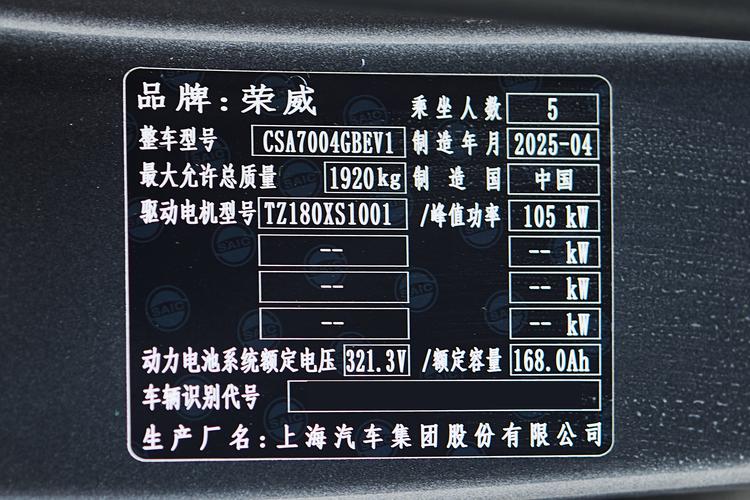 品牌:荣威 乘坐人数 5
整车型号 CSA7004GBEV1 制造年月 2025-04
最大允许总质量 1920kg 制造国 中国
驱动电机型号 TZ180XS1001 /峰值功率 105 kW
-- -- kW
-- -- kW
-- -- kW
动力电池系统额定电压 321.3V /额定容量 168.0Ah
车辆识别代号
生产厂名:上海汽车集团股份有限公司
SAIC
SAIC